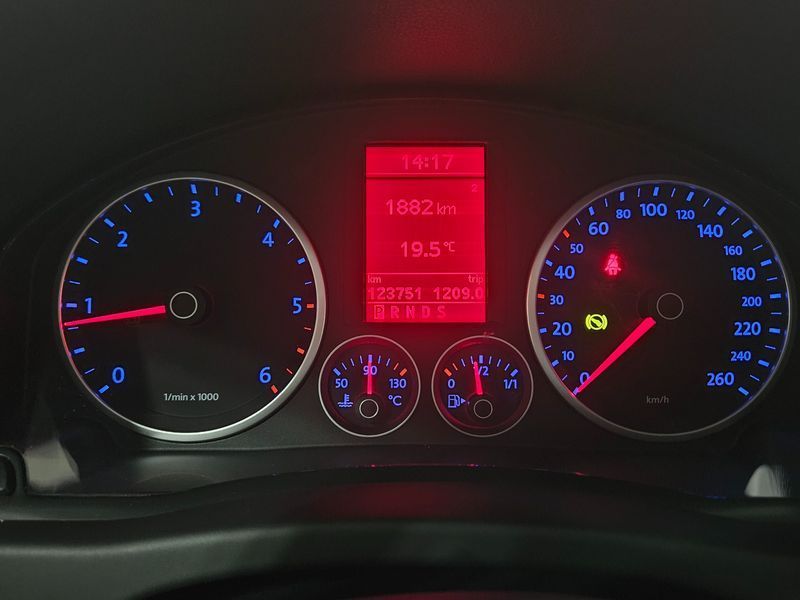 14:17
2
1882 km
19.5 °C
km trip
123751 1209.0
P R N D S
0 1 2 3 4 5 6
1/min x 1000
50 90 130
°C
0 1/2 1/1
0 10 20 30 40 50 60 80 100 120 140 160 180 200 220 240 260
km/h